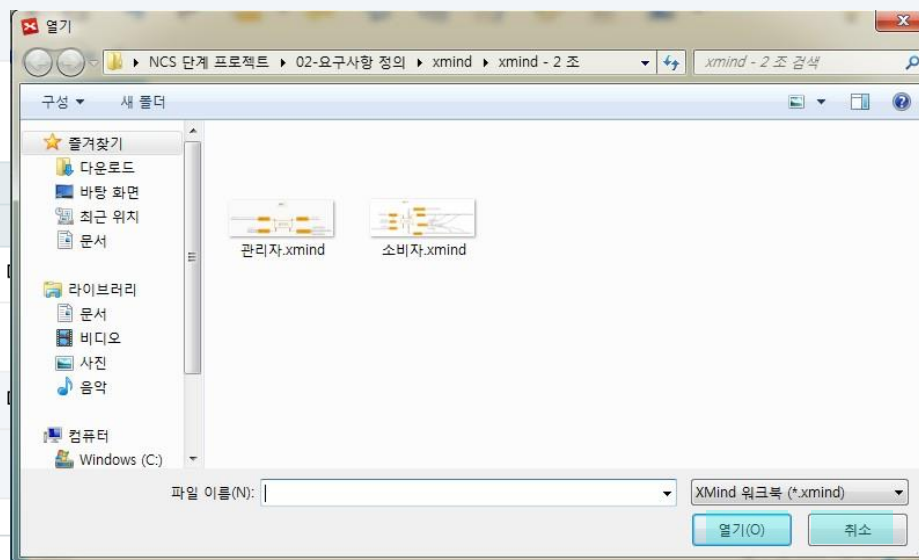 열기
NCS 단계 프로젝트 ▸ 02-요구사항 정의 ▸ xmind ▸ xmind - 2 조
xmind - 2 조 검색
구성 새 폴더
즐겨찾기
다운로드
바탕 화면
최근 위치
문서
라이브러리
문서
비디오
사진
음악
컴퓨터
Windows (C:)
관리자.xmind 소비자.xmind
파일 이름(N):
XMind 워크북 (*.xmind)
열기(O) 취소